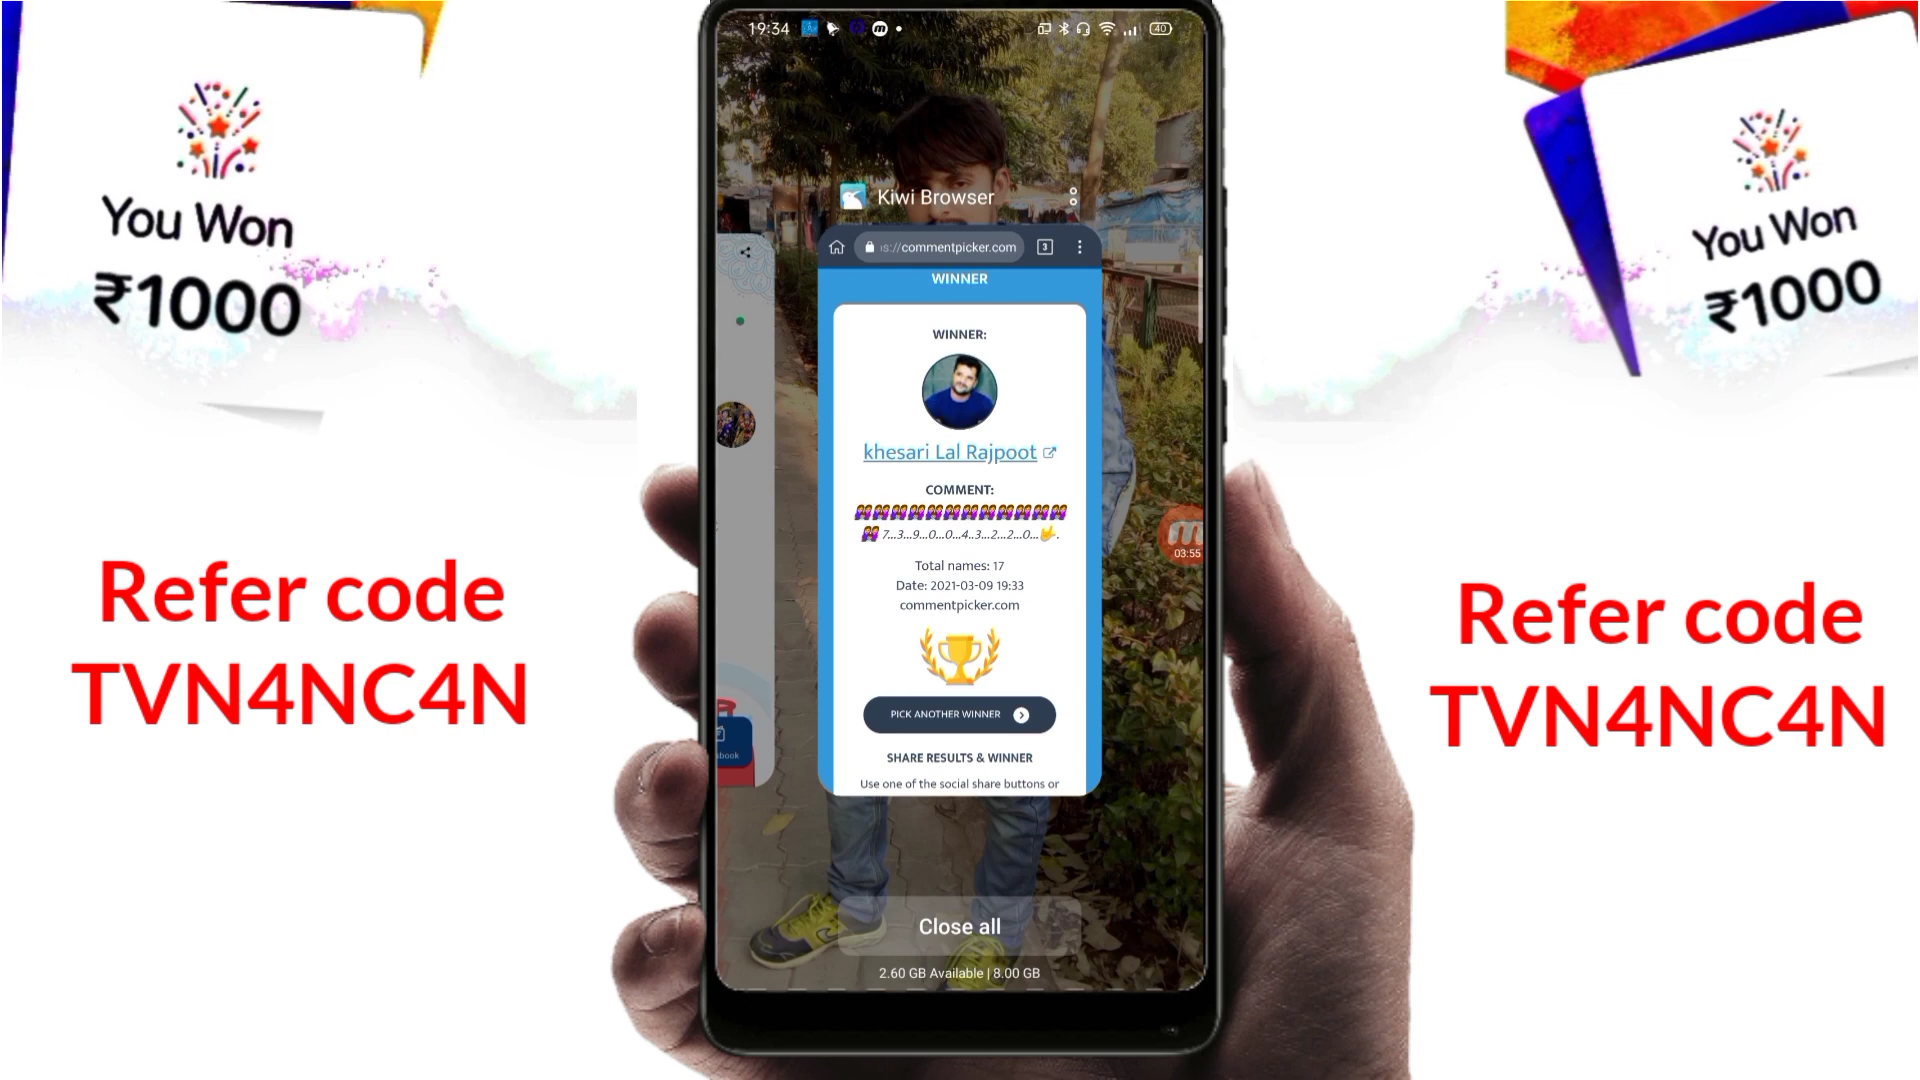 You Won
₹1000
Refer code
TVN4NC4N
19:34
40
Kiwi Browser
s://commentpicker.com
3
WINNER
WINNER:
khesari Lal Rajpoot
COMMENT:
7...3...9...0...0...4..3...2...2...0... .
Total names: 17
Date: 2021-03-09 19:33
commentpicker.com
PICK ANOTHER WINNER
SHARE RESULTS & WINNER
Use one of the social share buttons or
book
03:55
Close all
2.60 GB Available | 8.00 GB
You Won
₹1000
Refer code
TVN4NC4N